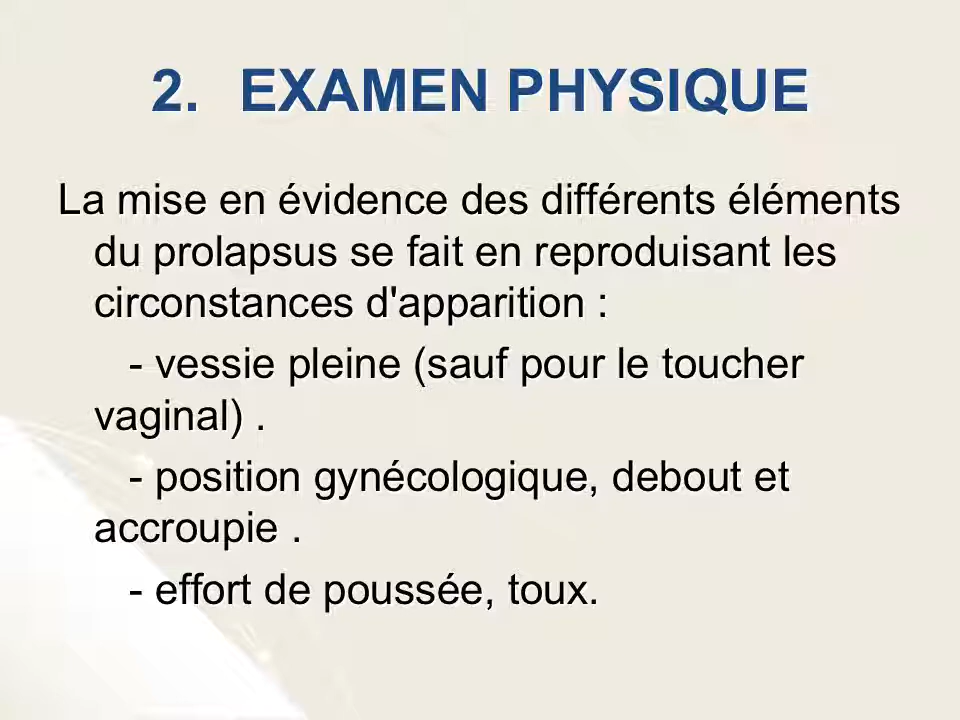 2. EXAMEN PHYSIQUE
La mise en évidence des différents éléments
du prolapsus se fait en reproduisant les
circonstances d'apparition :
- vessie pleine (sauf pour le toucher
vaginal) .
- position gynécologique, debout et
accroupie .
- effort de poussée, toux.